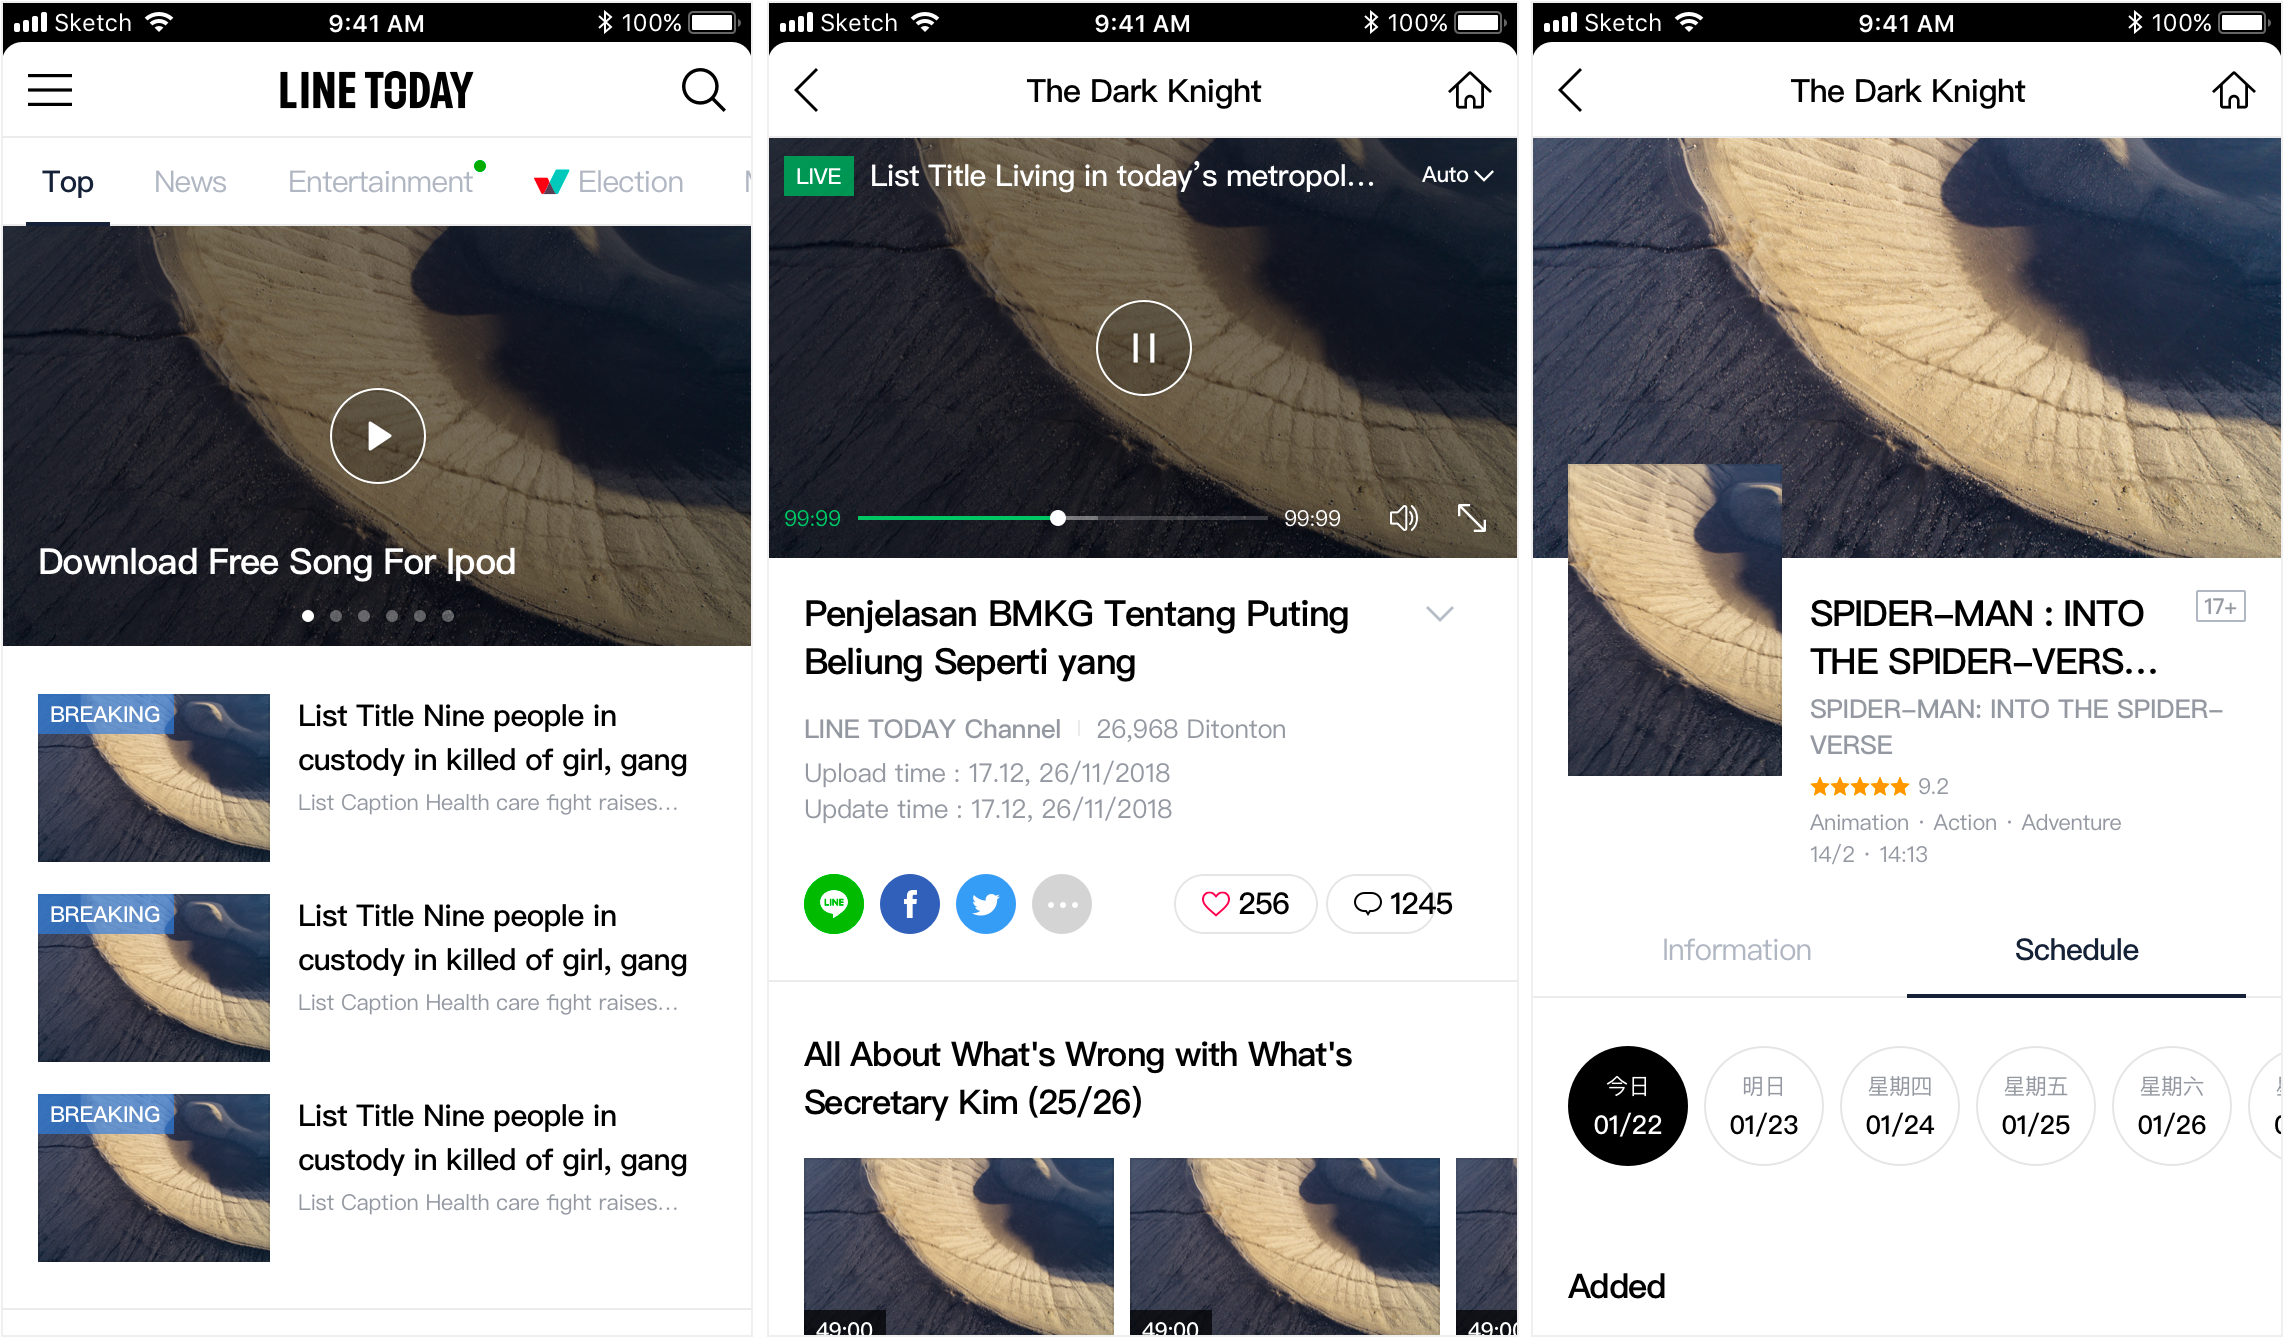 Sketch 9:41 AM 100%
LINE TODAY
Top News Entertainment Election
Download Free Song For Ipod
BREAKING
List Title Nine people in
custody in killed of girl, gang
List Caption Health care fight raises...
BREAKING
List Title Nine people in
custody in killed of girl, gang
List Caption Health care fight raises...
BREAKING
List Title Nine people in
custody in killed of girl, gang
List Caption Health care fight raises...
Sketch 9:41 AM 100%
The Dark Knight
LIVE List Title Living in today’s metropol... Auto
99:99 99:99
Penjelasan BMKG Tentang Puting
Beliung Seperti yang
LINE TODAY Channel 26,968 Ditonton
Upload time : 17.12, 26/11/2018
Update time : 17.12, 26/11/2018
LINE f 256 1245
All About What's Wrong with What's
Secretary Kim (25/26)
49:00 49:00 49:00
Sketch 9:41 AM 100%
The Dark Knight
SPIDER-MAN : INTO 17+
THE SPIDER-VERS...
SPIDER-MAN: INTO THE SPIDER-
VERSE
9.2
Animation · Action · Adventure
14/2 · 14:13
Information Schedule
今日 明日 星期四 星期五 星期六
01/22 01/23 01/24 01/25 01/26
Added